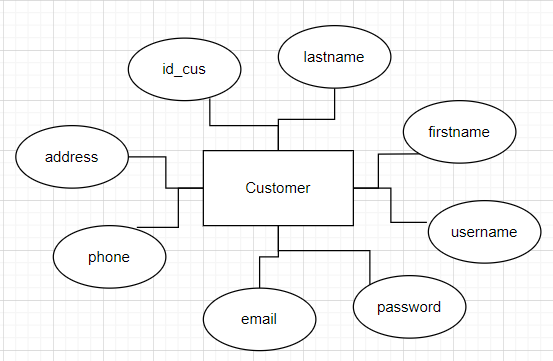 lastname
id_cus
firstname
address
Customer
username
phone
password
email